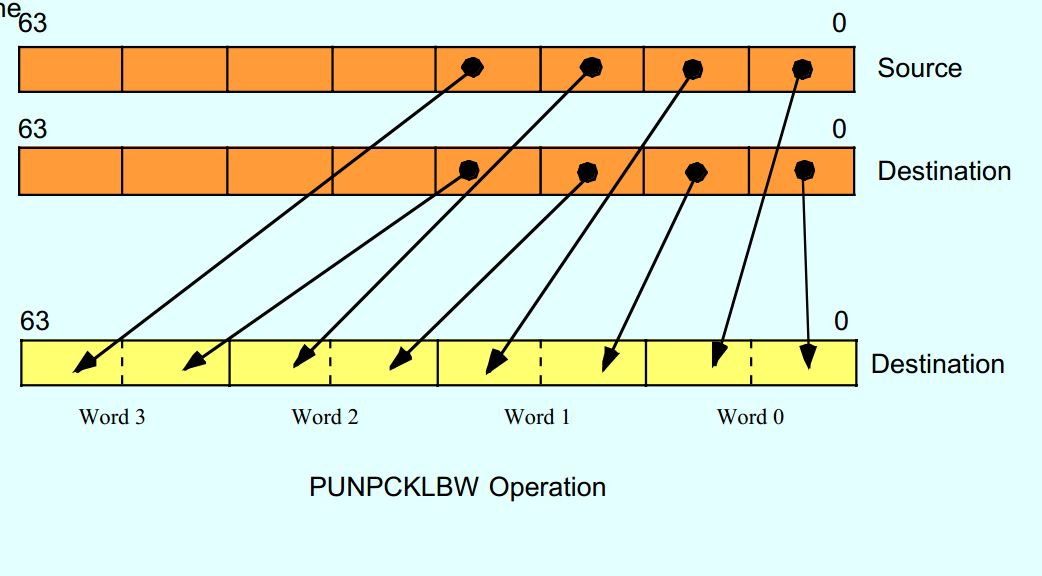 63 0
Source
63 0
Destination
63 0
Destination
Word 3 Word 2 Word 1 Word 0
PUNPCKLBW Operation